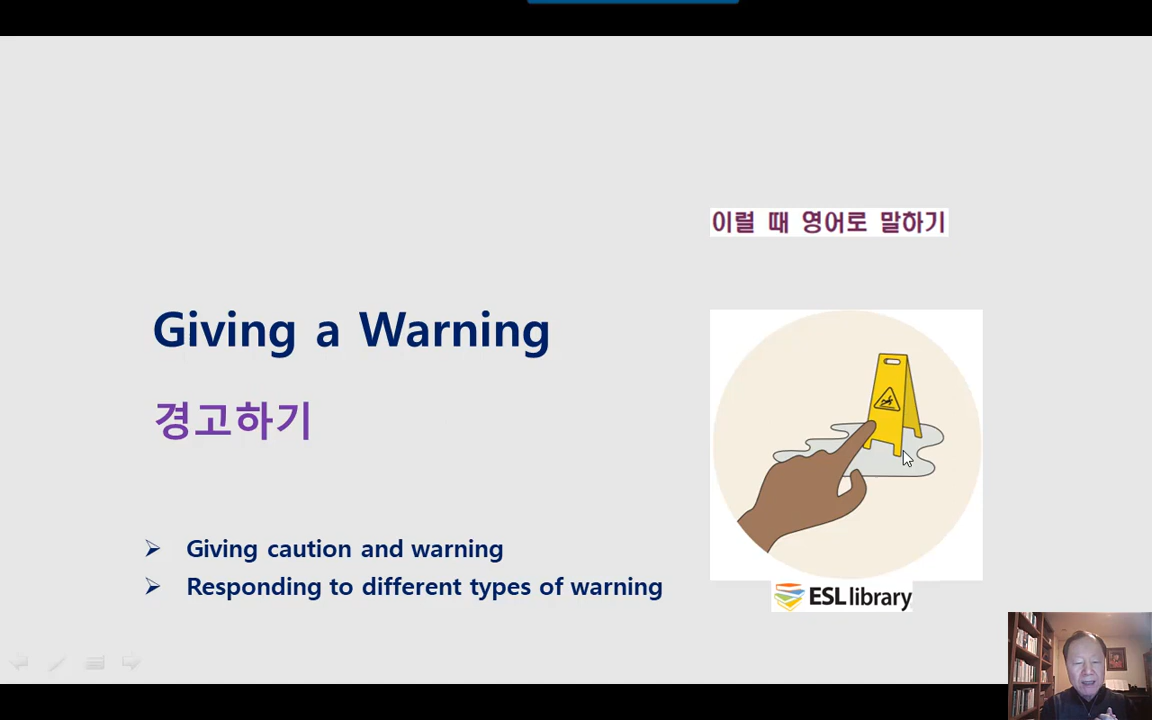 이럴 때 영어로 말하기
Giving a Warning
경고하기
Giving caution and warning
Responding to different types of warning
ESL library